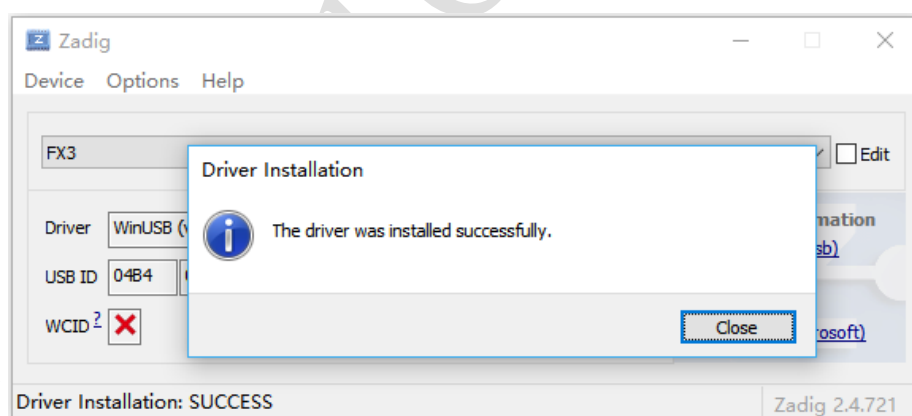 Zadig
Device Options Help
FX3
Edit
Driver Installation
The driver was installed successfully.
Driver WinUSB (v
mation
sb)
USB ID 04B4
WCID ?
Close
osoft)
Driver Installation: SUCCESS
Zadig 2.4.721